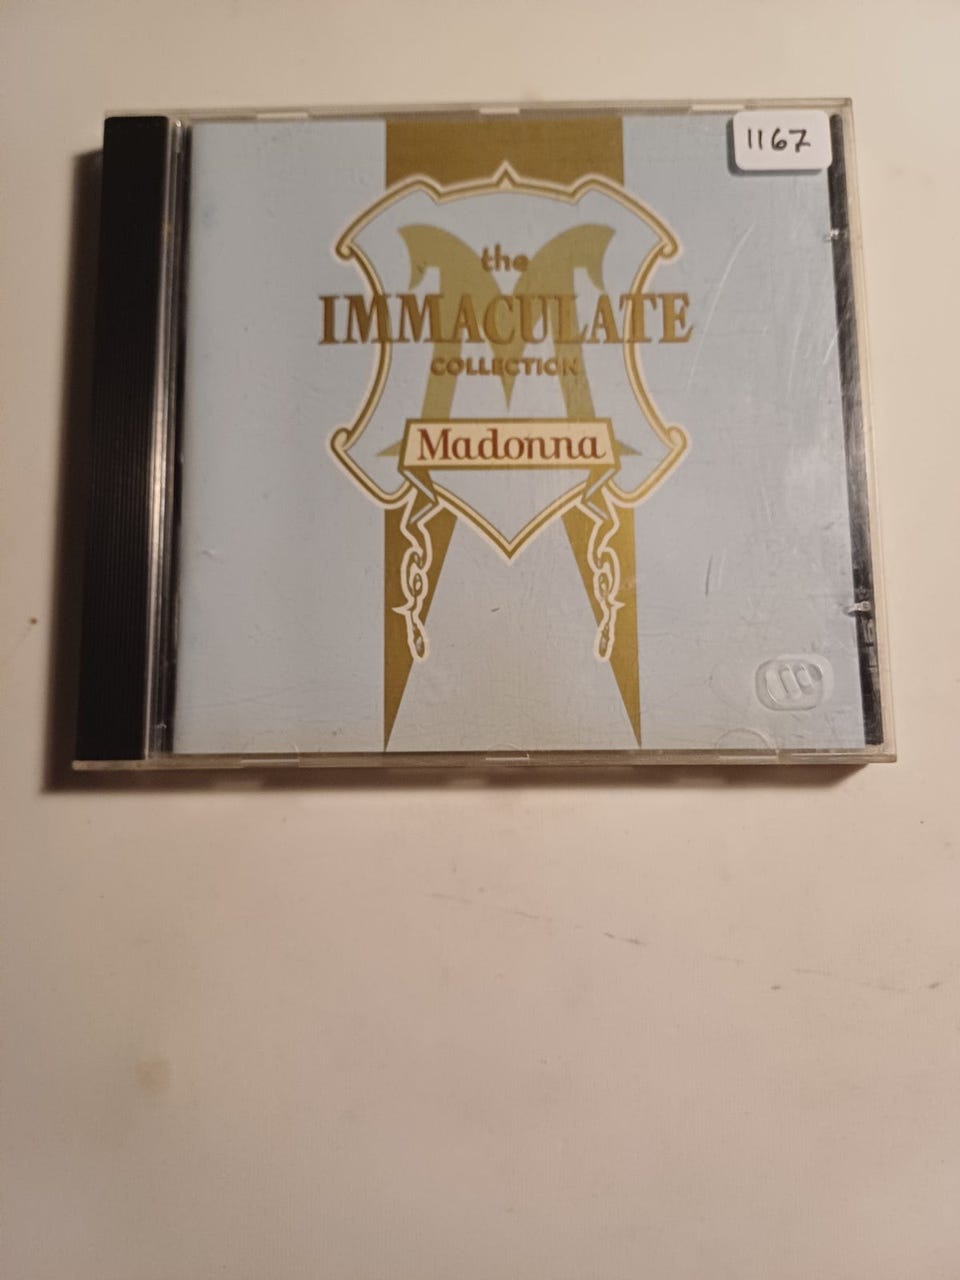 1167
the
IMMACULATE
COLLECTION
Madonna